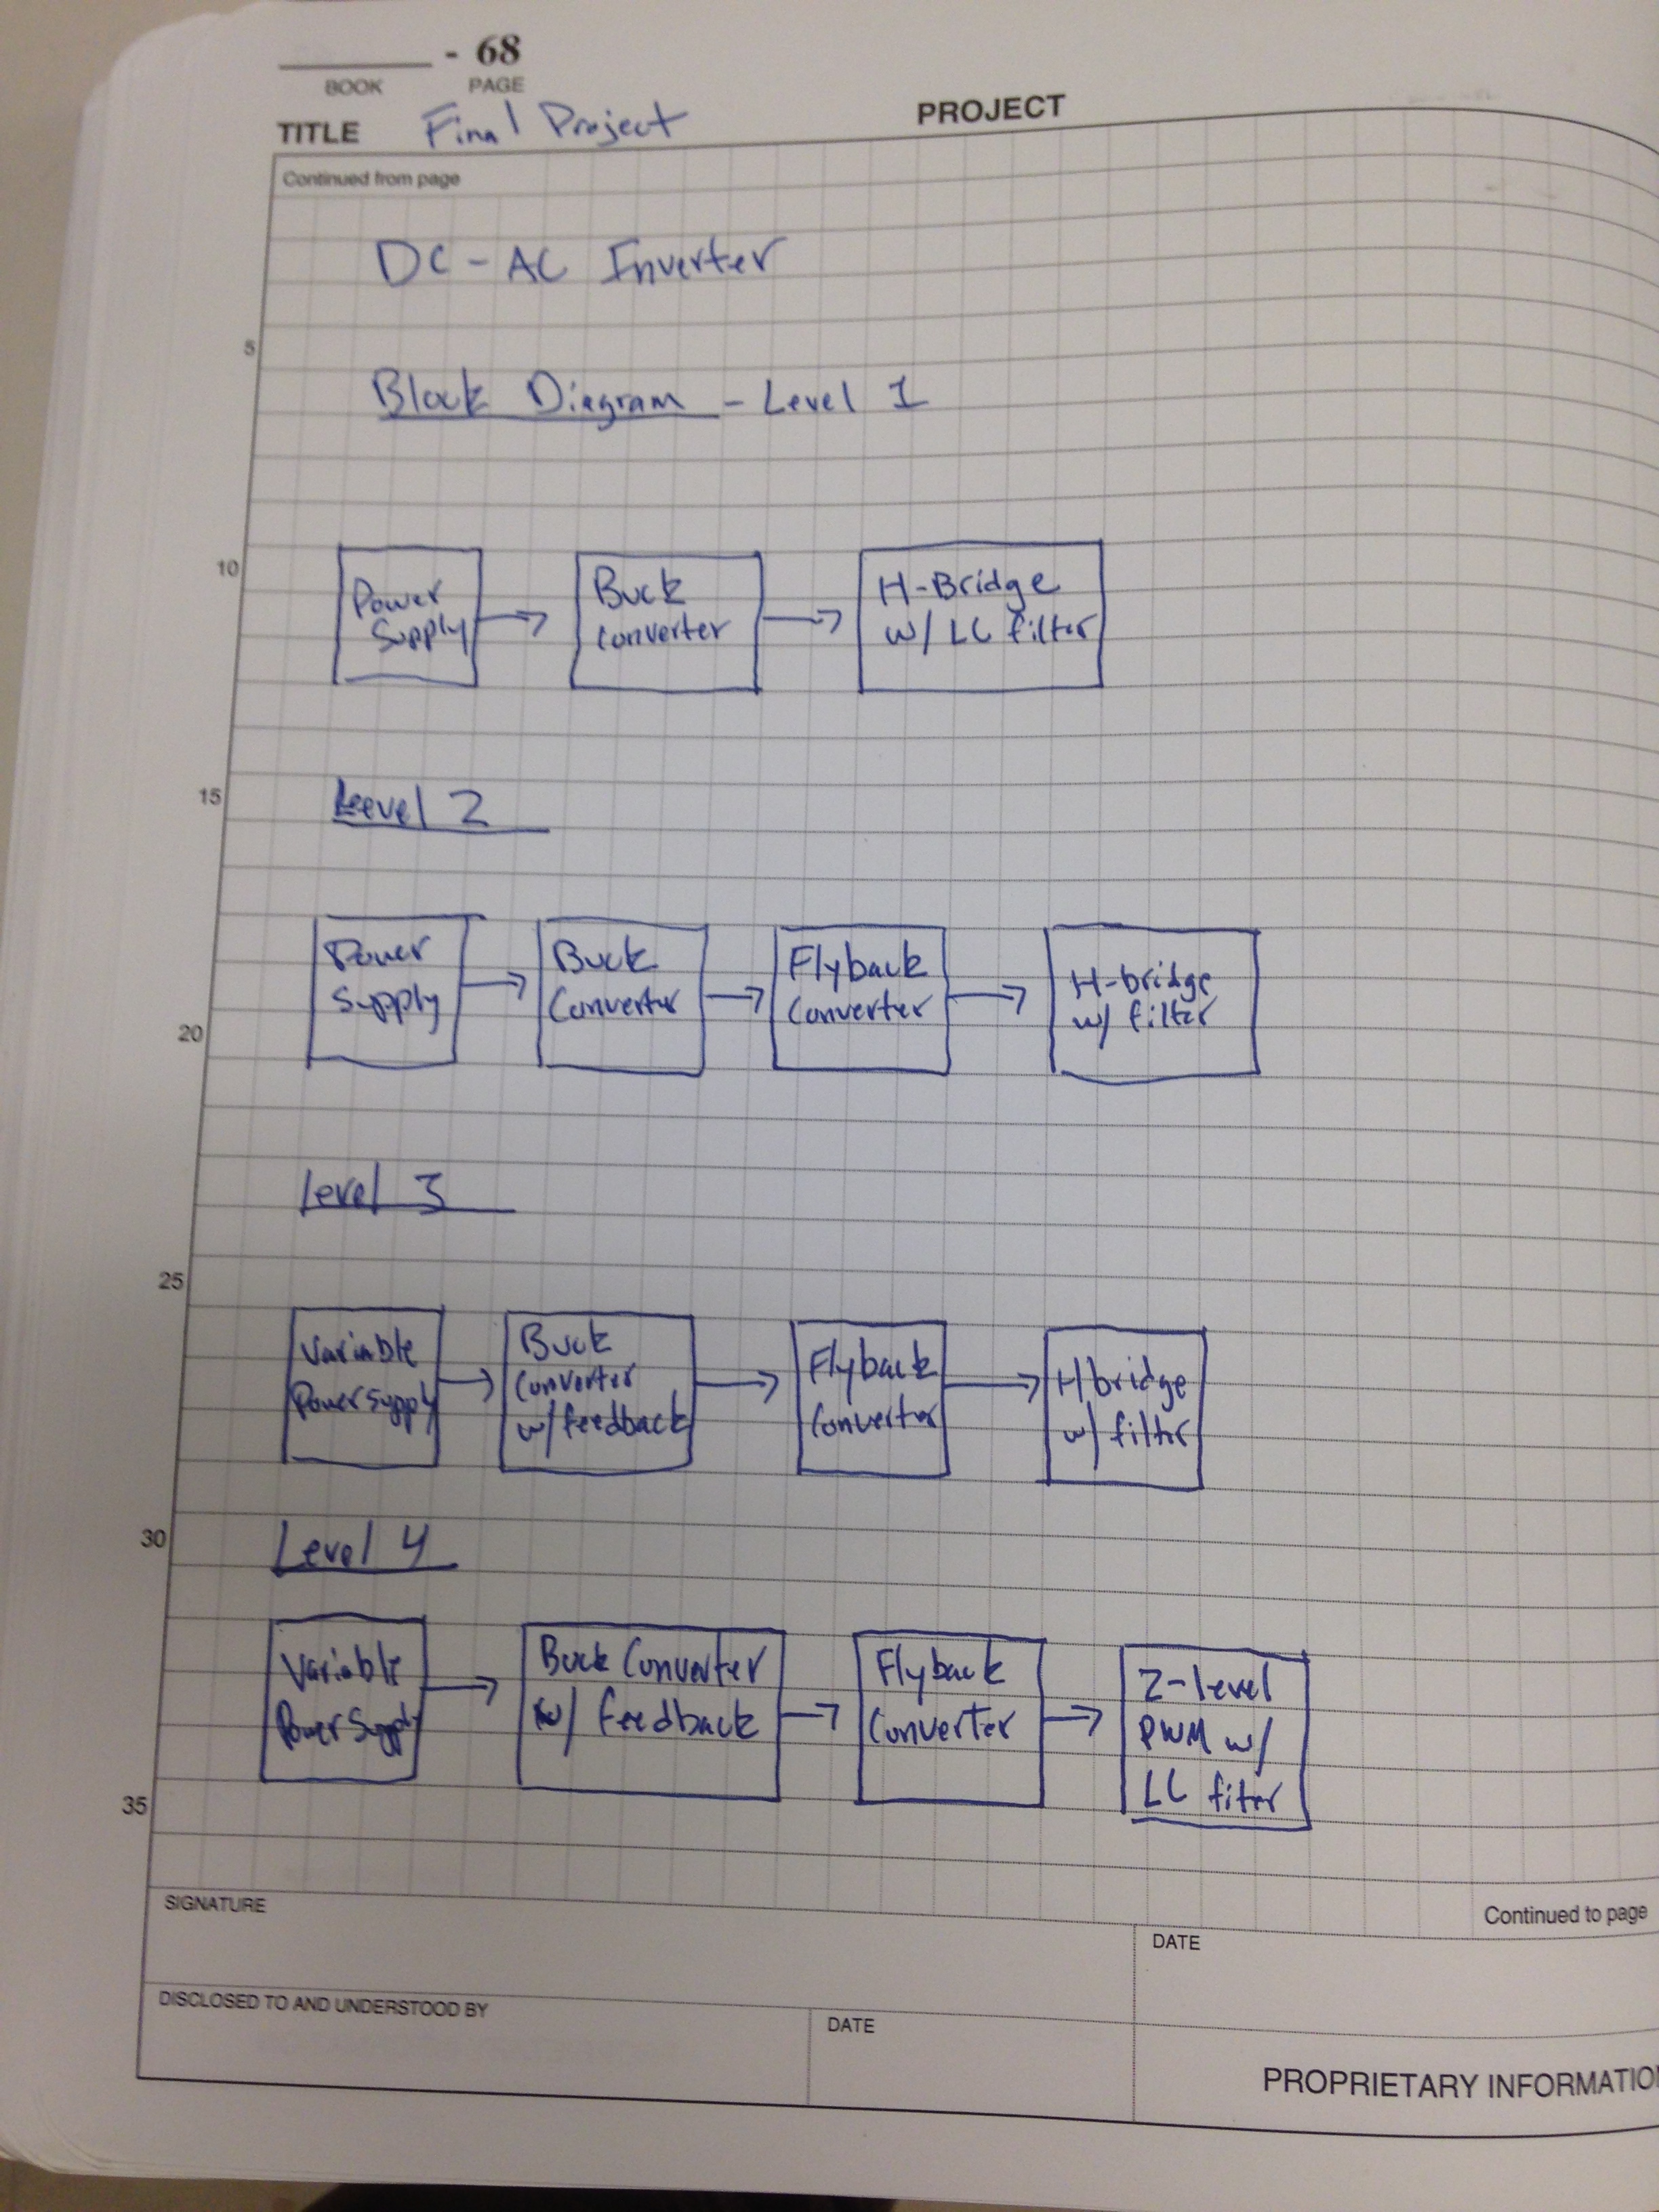 - 68
BOOK PAGE
TITLE Final Project PROJECT
Continued from page
DC - AC Inverter
5
Block Diagram - Level 1
10
Power
Supply
Buck
Converter
H-Bridge
w/ LC filter
15
Level 2
Power
Supply
Buck
Converter
Flyback
Converter
H-bridge
w/ filter
20
Level 3
25
Variable
Power Supply
Buck
Converter
w/ feedback
Flyback
Converter
H bridge
w/ filter
30
Level 4
Variable
Power Supply
Buck Converter
w/ feedback
Flyback
Converter
2-level
PWM w/
LC filter
35
SIGNATURE
Continued to page
DATE
DISCLOSED TO AND UNDERSTOOD BY
DATE
PROPRIETARY INFORMATIO